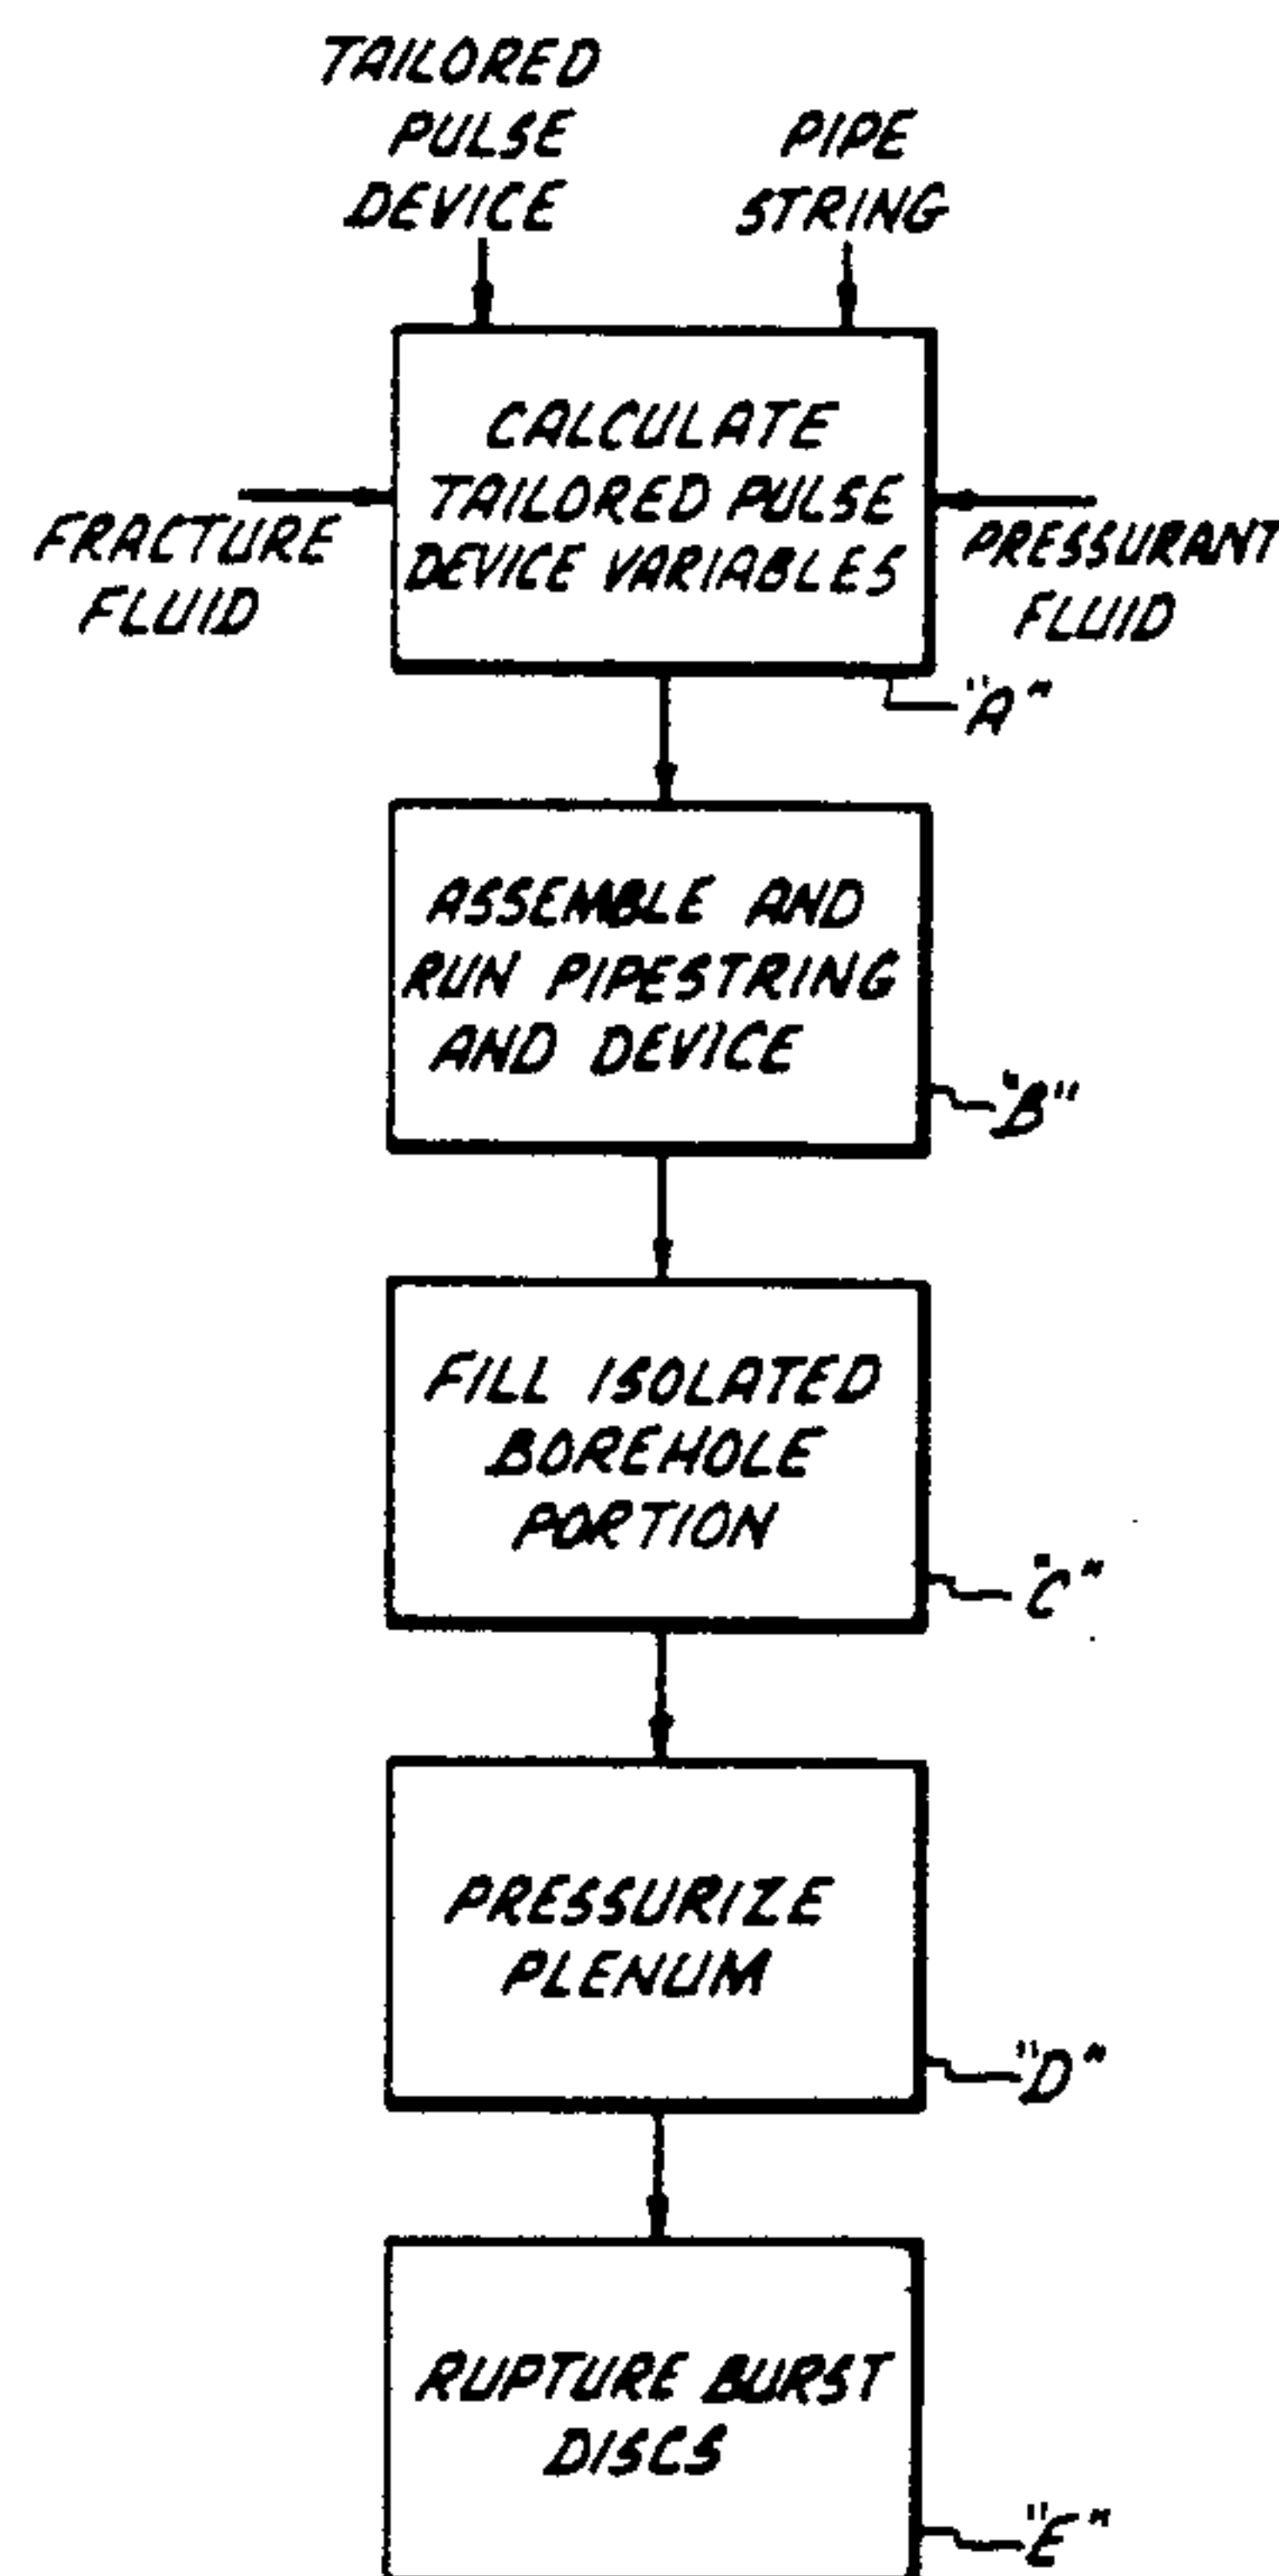 TAILORED
PULSE
DEVICE
PIPE
STRING
CALCULATE
TAILORED PULSE
DEVICE VARIABLES
FRACTURE
FLUID
PRESSURANT
FLUID
"A"
ASSEMBLE AND
RUN PIPESTRING
AND DEVICE
"B"
FILL ISOLATED
BOREHOLE
PORTION
"C"
PRESSURIZE
PLENUM
"D"
RUPTURE BURST
DISCS
"E"